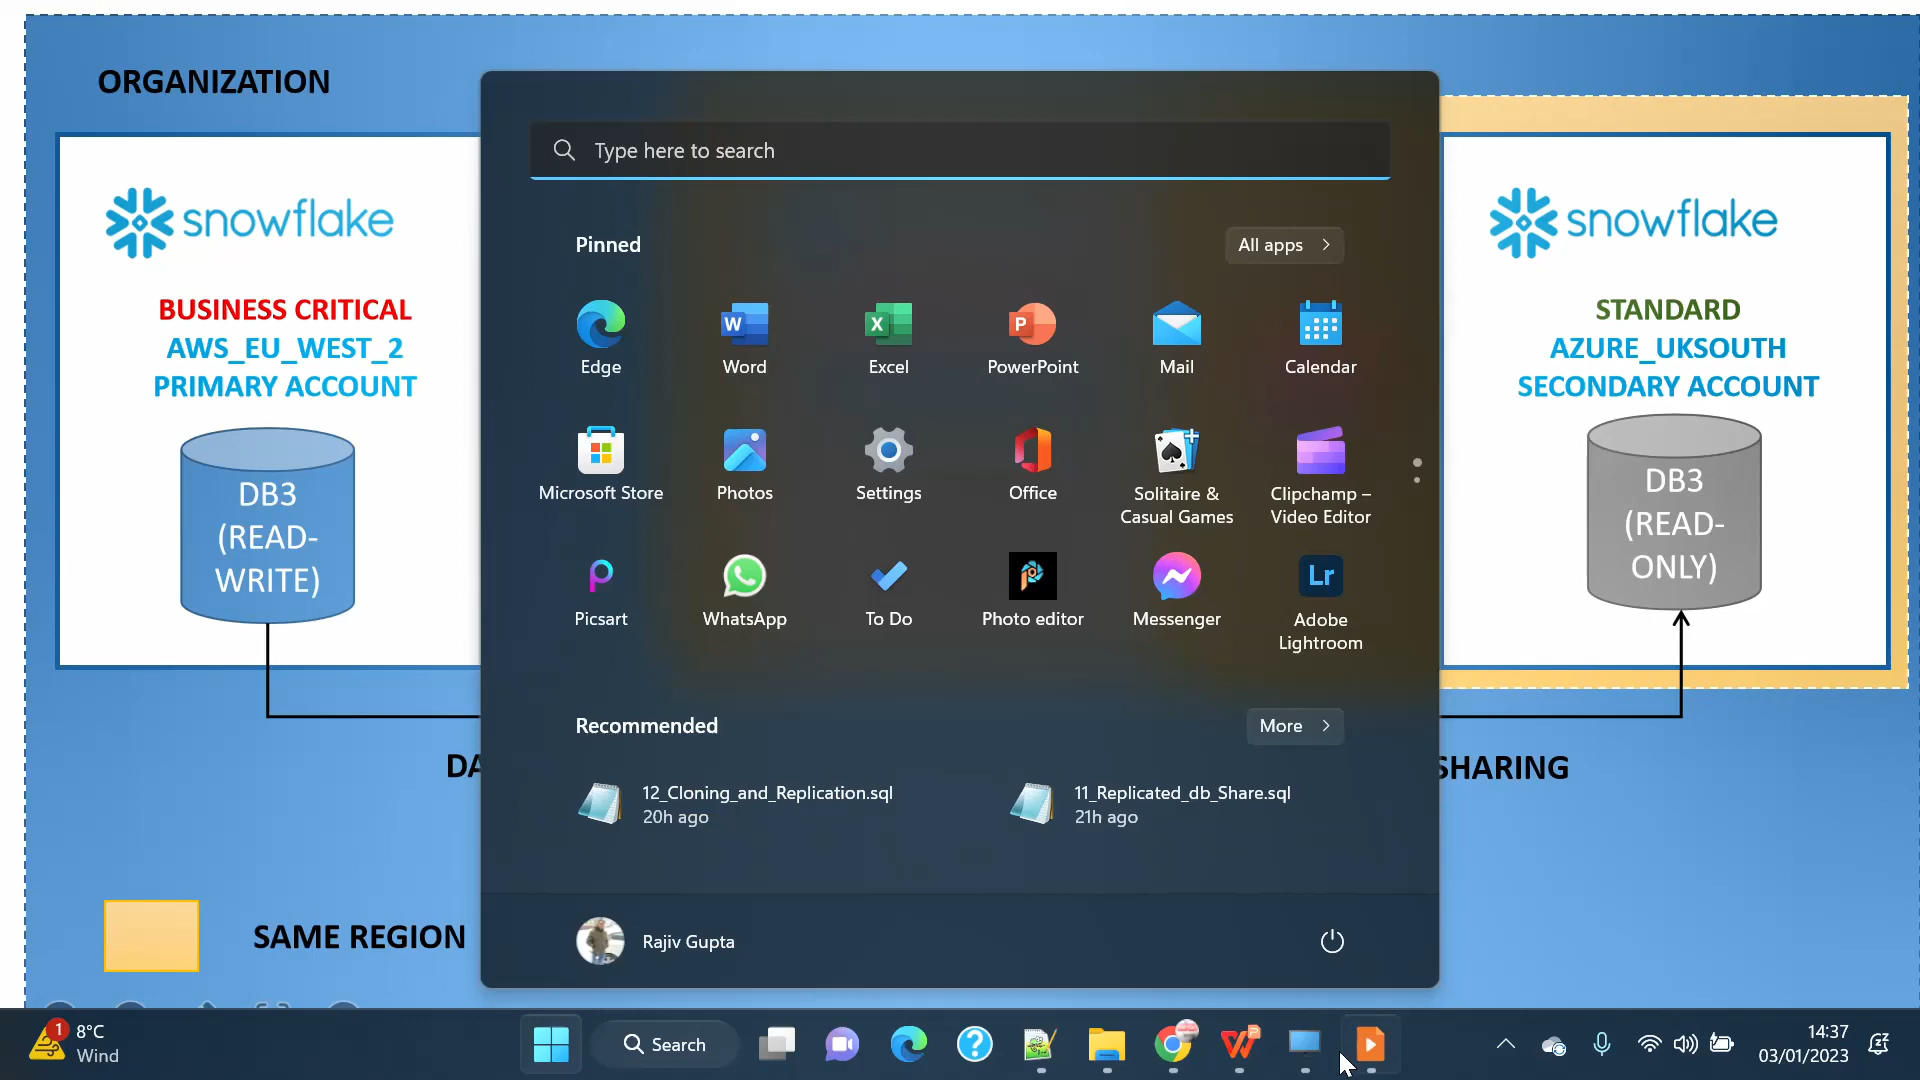 ORGANIZATION
snowflake
BUSINESS CRITICAL
AWS_EU_WEST_2
PRIMARY ACCOUNT
DB3
(READ-
WRITE)
Type here to search
Pinned
All apps
Edge
Word
Excel
PowerPoint
Mail
Calendar
Microsoft Store
Photos
Settings
Office
Solitaire &
Casual Games
Clipchamp –
Video Editor
Picsart
WhatsApp
To Do
Photo editor
Messenger
Lr
Adobe
Lightroom
Recommended
More
12_Cloning_and_Replication.sql
20h ago
11_Replicated_db_Share.sql
21h ago
Rajiv Gupta
snowflake
STANDARD
AZURE_UKSOUTH
SECONDARY ACCOUNT
DB3
(READ-
ONLY)
SHARING
SAME REGION
1
8°C
Wind
Search
14:37
03/01/2023